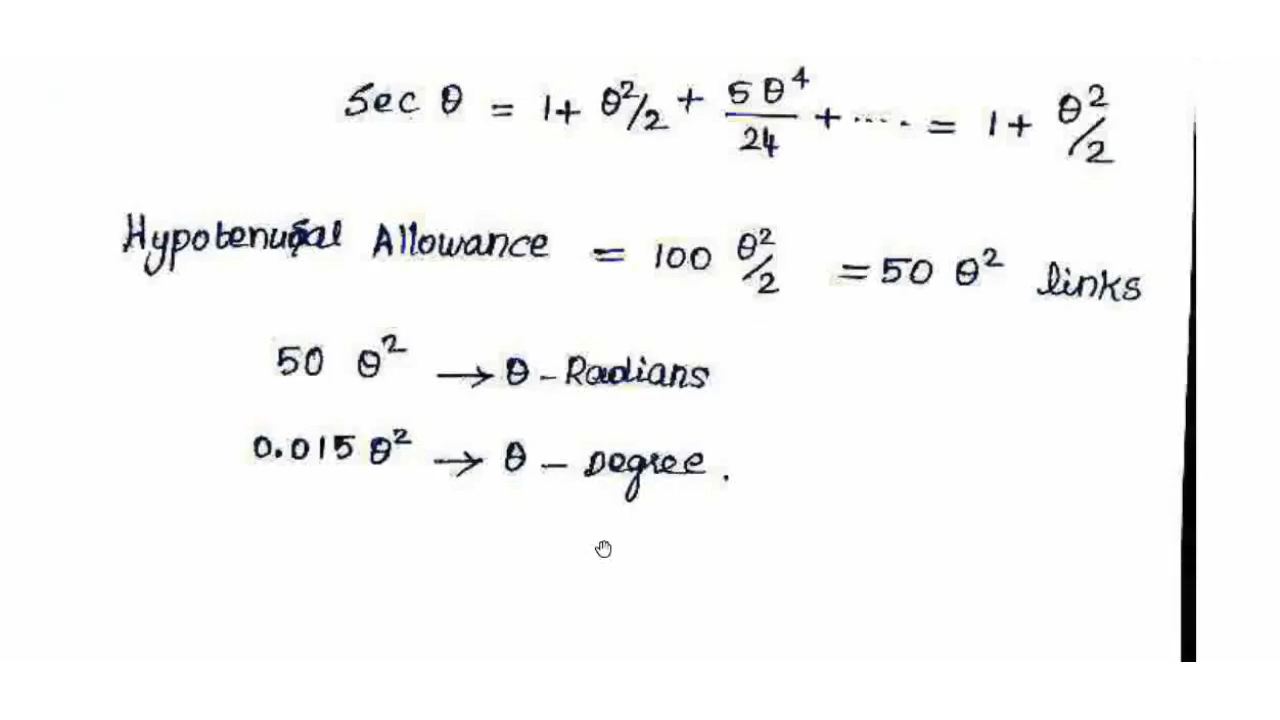 Sec θ = 1 + θ²/2 + 5θ⁴/24 + ..... = 1 + θ²/2
Hypotenusal Allowance = 100 θ²/2 = 50 θ² links
50 θ² → θ - Radians
0.015 θ² → θ - Degree.